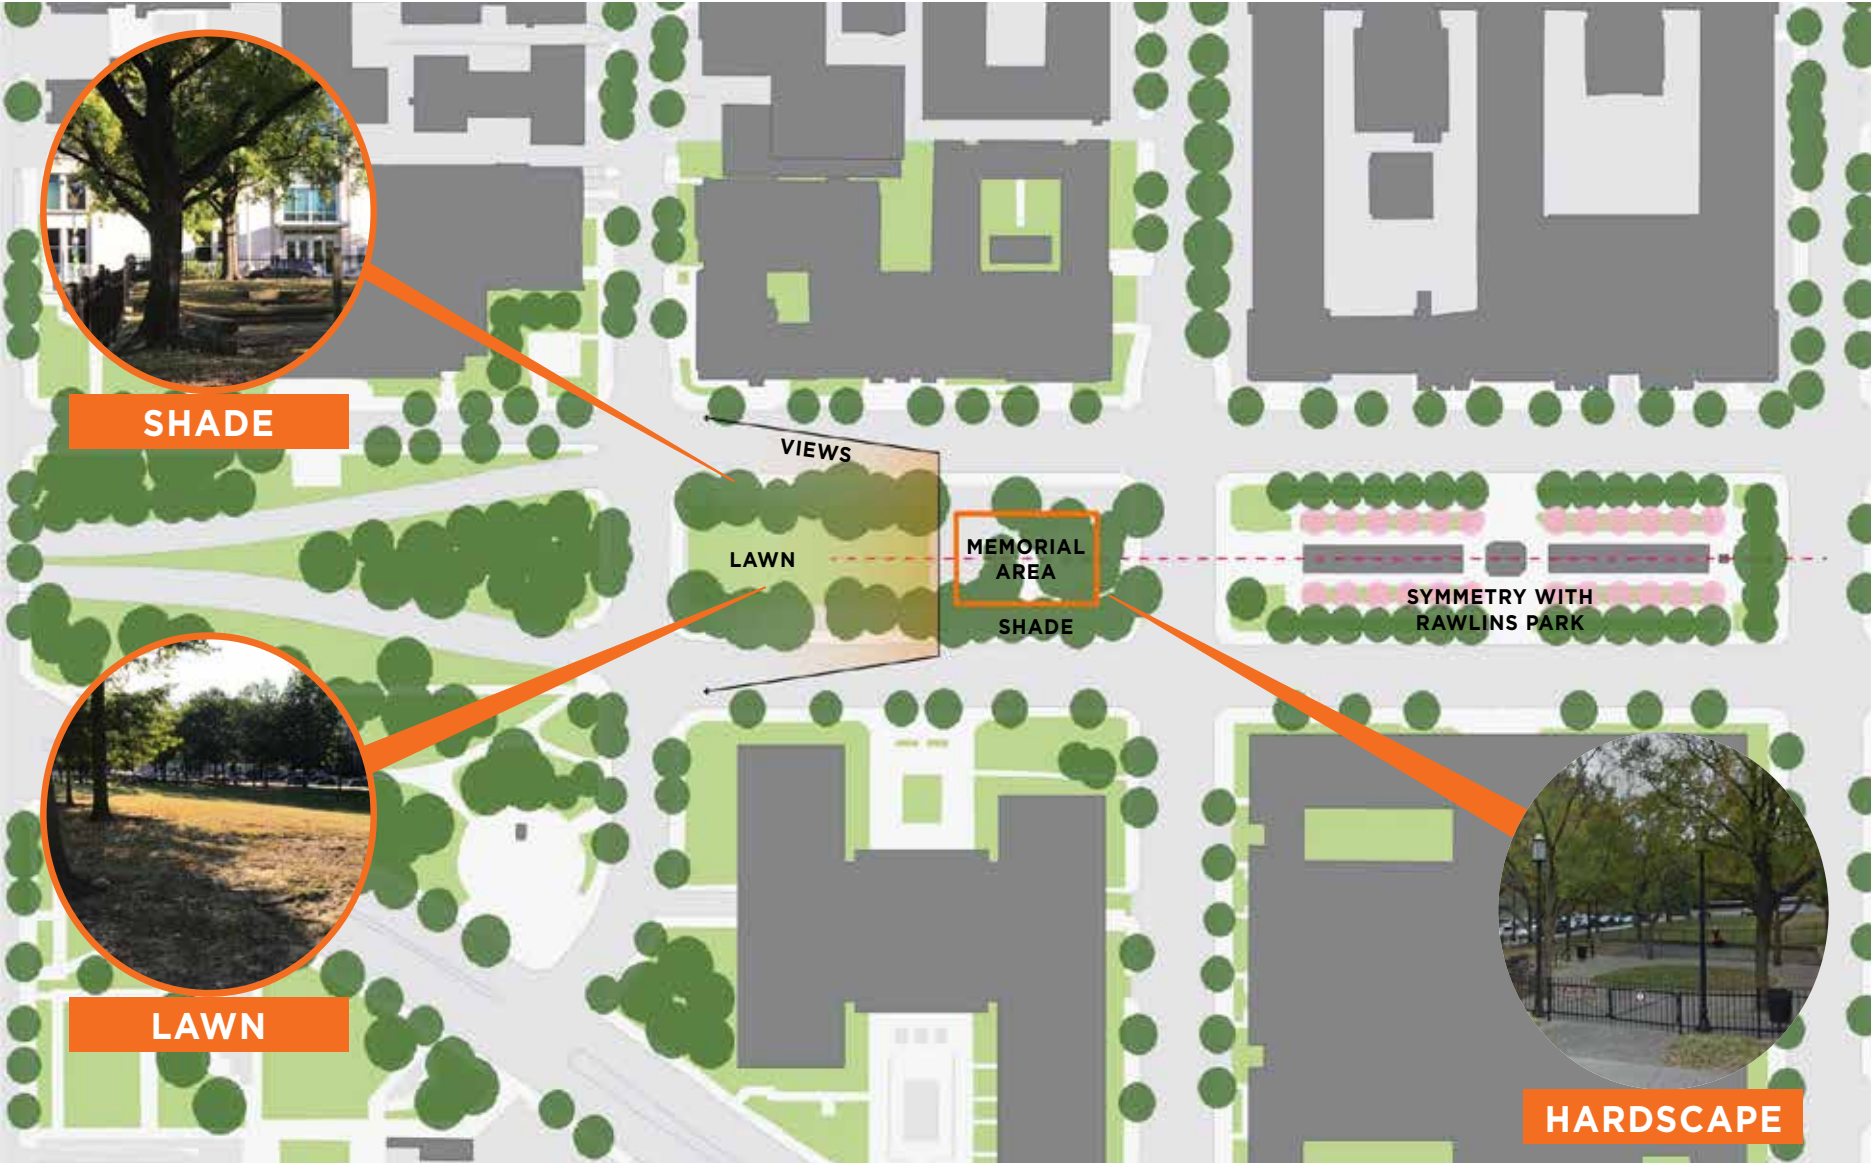 SHADE
VIEWS
LAWN
MEMORIAL
AREA
SHADE
SYMMETRY WITH
RAWLINS PARK
LAWN
HARDSCAPE